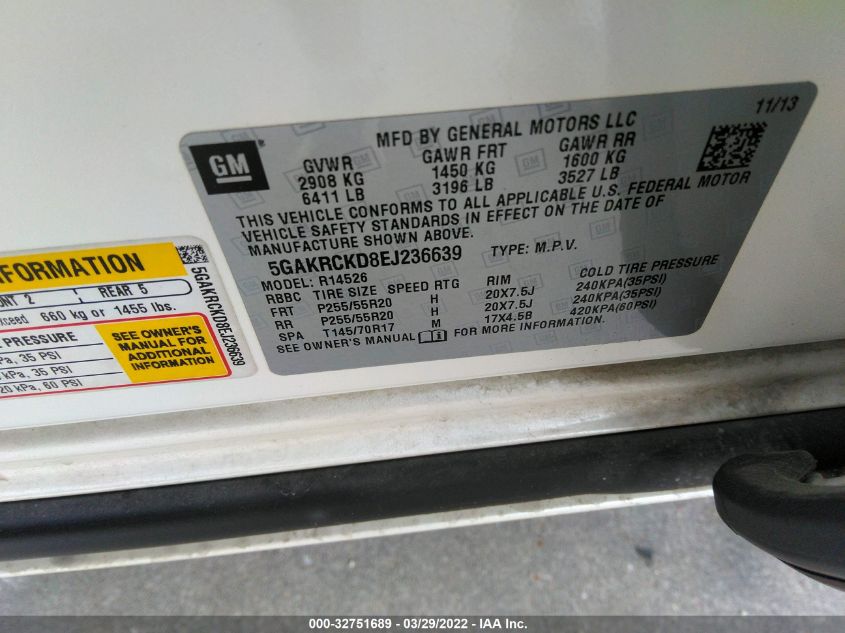 11/13
MFD BY GENERAL MOTORS LLC
GM
GVWR GAWR FRT GAWR RR
2908 KG 1450 KG 1600 KG
6411 LB 3196 LB 3527 LB
THIS VEHICLE CONFORMS TO ALL APPLICABLE U.S. FEDERAL MOTOR
VEHICLE SAFETY STANDARDS IN EFFECT ON THE DATE OF
MANUFACTURE SHOWN ABOVE.
5GAKRCKD8EJ236639 TYPE: M.P.V.
MODEL: R14526
RBBC TIRE SIZE SPEED RTG RIM COLD TIRE PRESSURE
FRT P255/55R20 H 20X7.5J 240KPA(35PSI)
RR P255/55R20 H 20X7.5J 240KPA(35PSI)
SPA T145/70R17 M 17X4.5B 420KPA(60PSI)
SEE OWNER'S MANUAL FOR MORE INFORMATION.
INFORMATION
2 REAR 5
660 kg or 1455 lbs.
PRESSURE
35 PSI
kPa, 35 PSI
kPa, 60 PSI
SEE OWNER'S
MANUAL FOR
ADDITIONAL
INFORMATION
5GAKRCKD8EJ236639
000-32751689 - 03/29/2022 - IAA Inc.